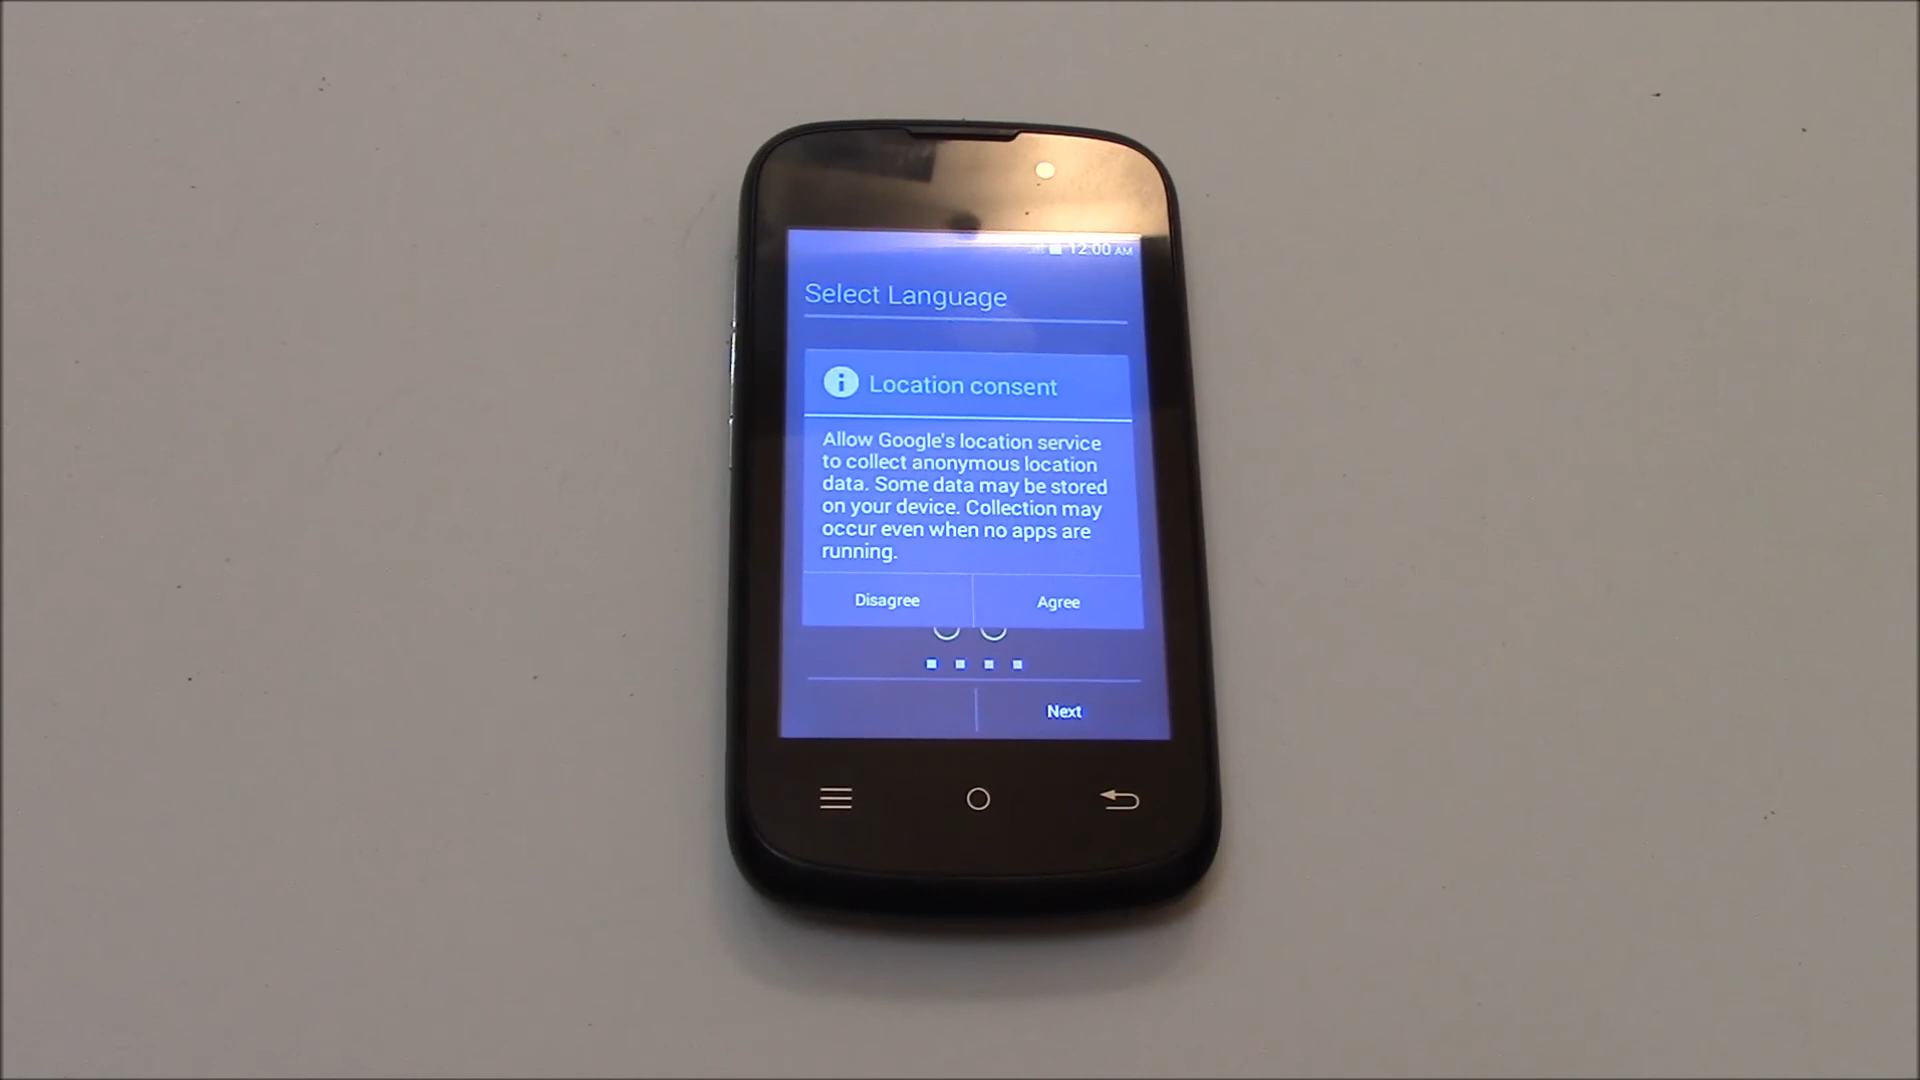 12:00 AM
Select Language
Location consent
Allow Google's location service
to collect anonymous location
data. Some data may be stored
on your device. Collection may
occur even when no apps are
running.
Disagree Agree
Next